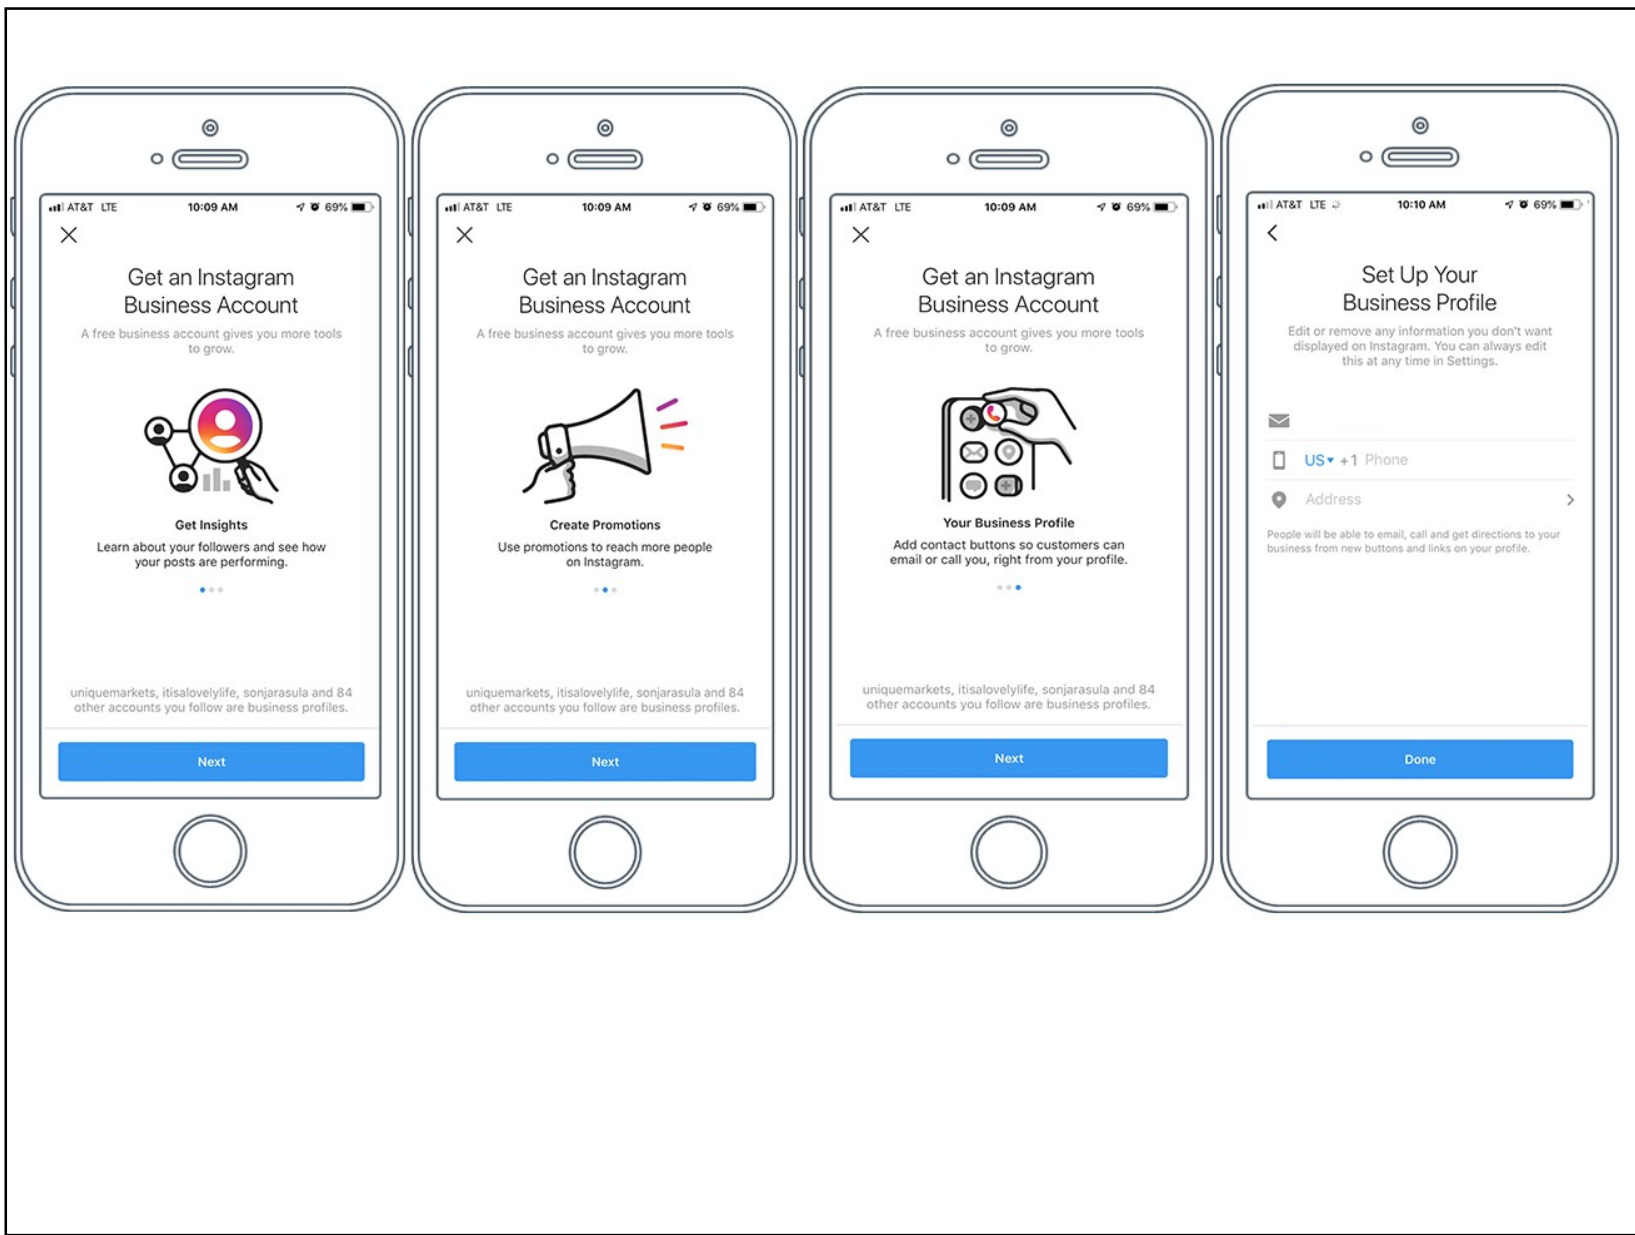 AT&T LTE 10:09 AM 69%
Get an Instagram
Business Account
A free business account gives you more tools
to grow.
Get Insights
Learn about your followers and see how
your posts are performing.
uniquemarkets, itisalovelylife, sonjarasula and 84
other accounts you follow are business profiles.
Next
AT&T LTE 10:09 AM 69%
Get an Instagram
Business Account
A free business account gives you more tools
to grow.
Create Promotions
Use promotions to reach more people
on Instagram.
uniquemarkets, itisalovelylife, sonjarasula and 84
other accounts you follow are business profiles.
Next
AT&T LTE 10:09 AM 69%
Get an Instagram
Business Account
A free business account gives you more tools
to grow.
Your Business Profile
Add contact buttons so customers can
email or call you, right from your profile.
uniquemarkets, itisalovelylife, sonjarasula and 84
other accounts you follow are business profiles.
Next
AT&T LTE 10:10 AM 69%
Set Up Your
Business Profile
Edit or remove any information you don't want
displayed on Instagram. You can always edit
this at any time in Settings.
US +1 Phone
Address
People will be able to email, call and get directions to your
business from new buttons and links on your profile.
Done